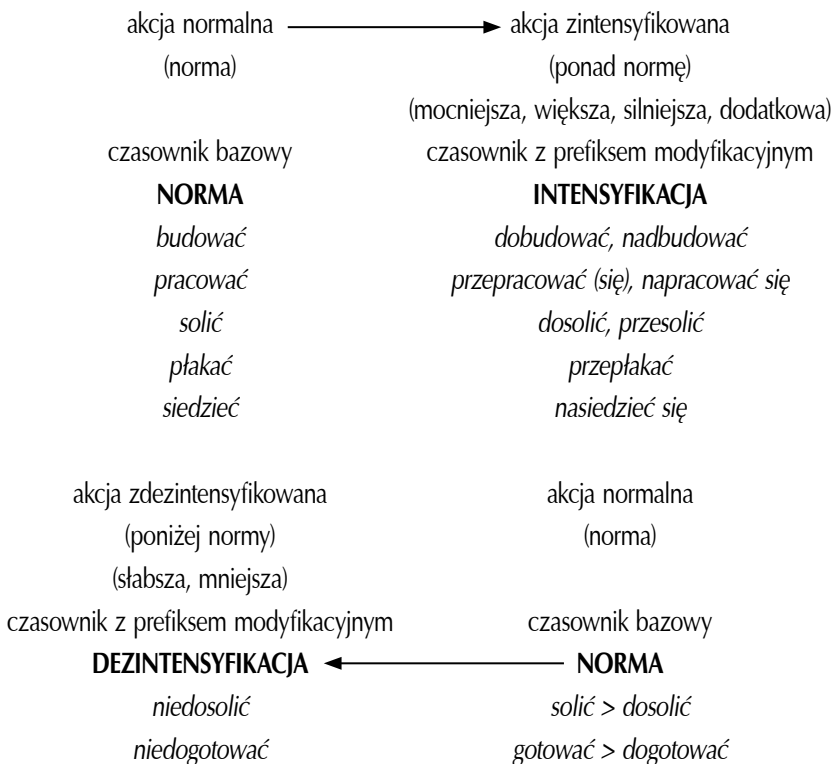 akcja normalna akcja zintensyfikowana
(norma) (ponad normę)
(mocniejsza, większa, silniejsza, dodatkowa)
czasownik bazowy czasownik z prefiksem modyfikacyjnym
NORMA INTENSYFIKACJA
budować dobudować, nadbudować
pracować przepracować (się), napracować się
solić dosolić, przesolić
płakać przepłakać
siedzieć nasiedzieć się
akcja zdezintensyfikowana akcja normalna
(poniżej normy) (norma)
(słabsza, mniejsza)
czasownik z prefiksem modyfikacyjnym czasownik bazowy
DEZINTENSYFIKACJA NORMA
niedosolić solić > dosolić
niedogotować gotować > dogotować